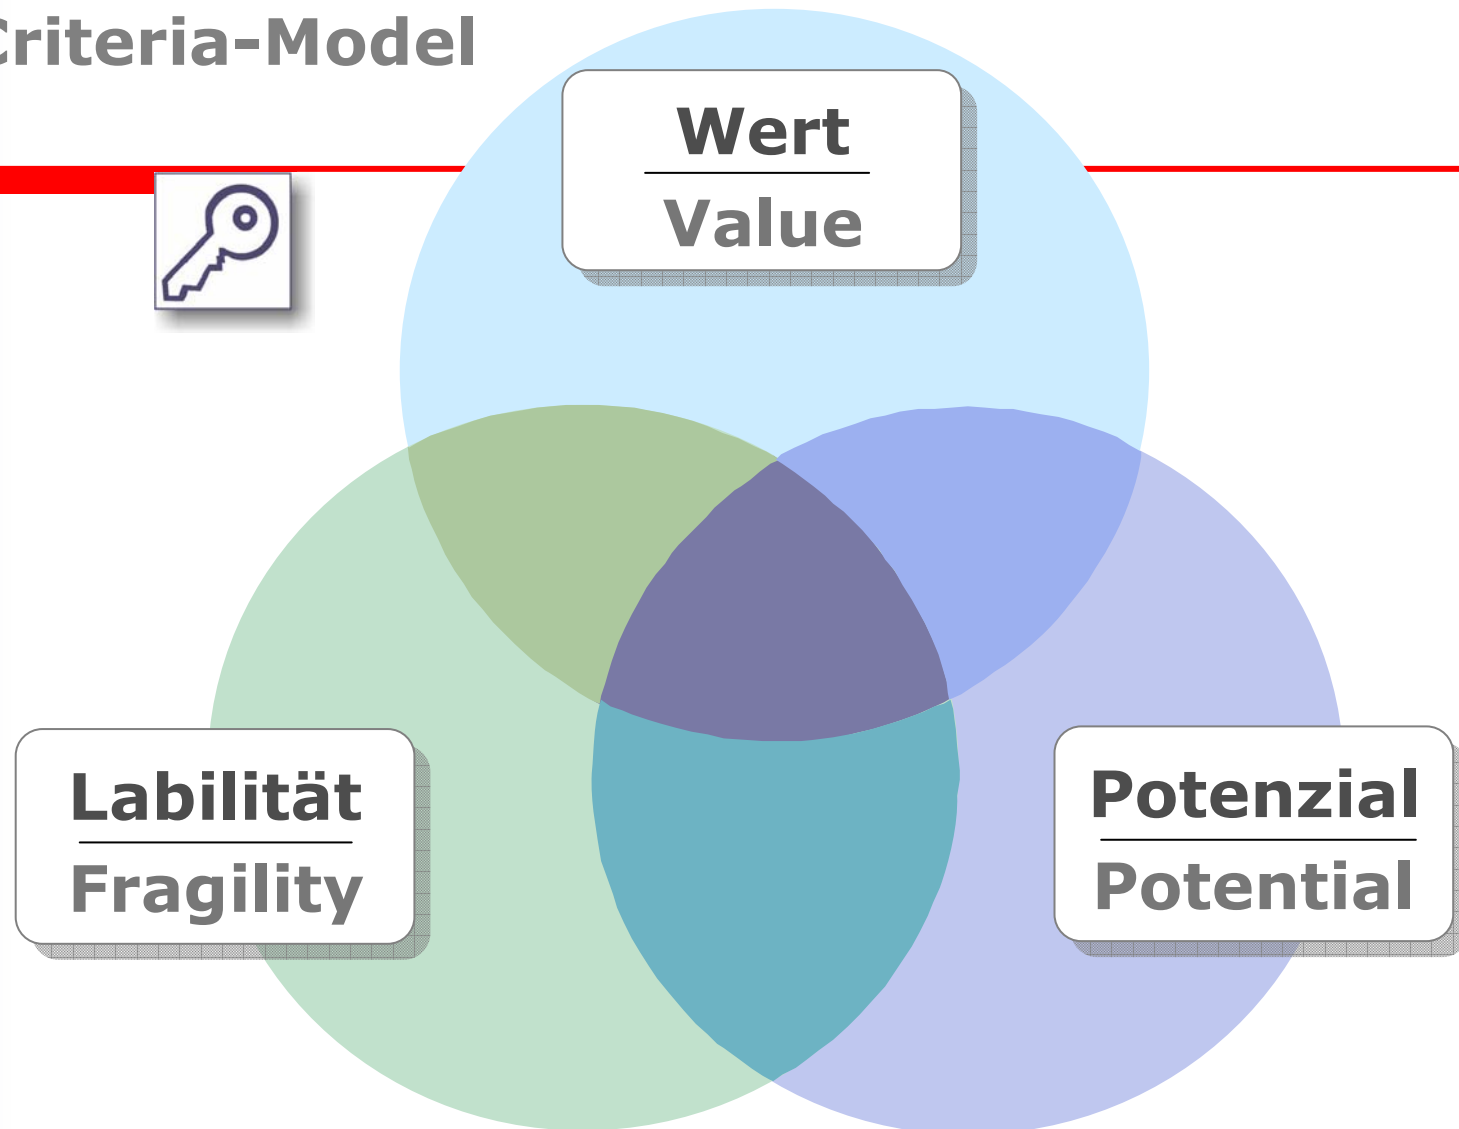 Criteria-Model
Wert
Value
Labilität
Fragility
Potenzial
Potential